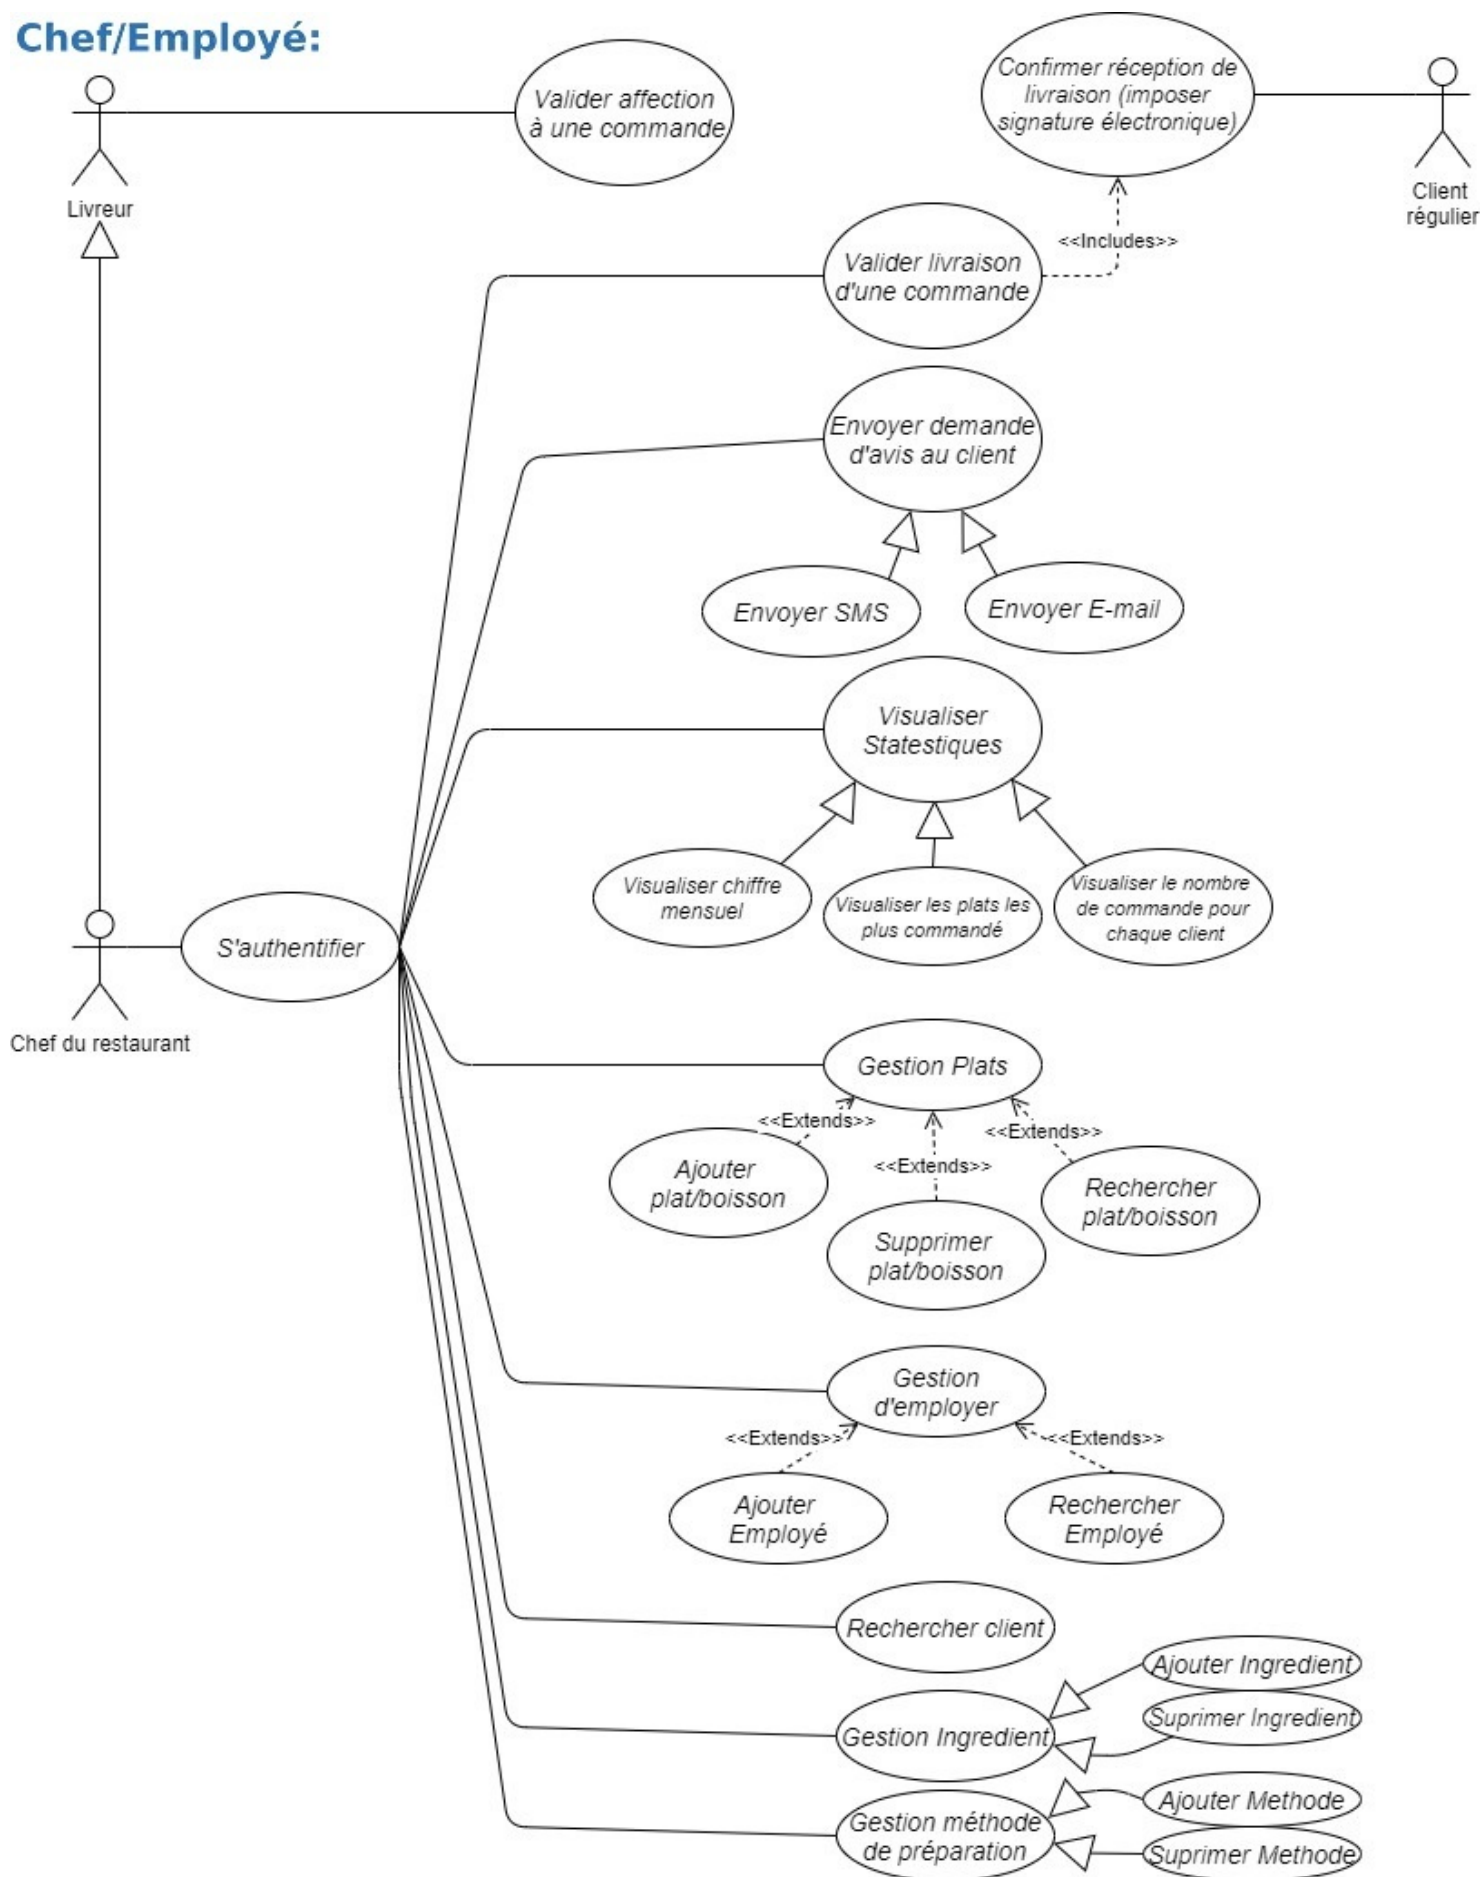 Chef/Employé:
Valider affection
à une commande
Confirmer réception de
livraison (imposer
signature électronique)
Livreur
Client
régulier
<<Includes>>
Valider livraison
d'une commande
Envoyer demande
d'avis au client
Envoyer SMS
Envoyer E-mail
Visualiser
Statestiques
Visualiser chiffre
mensuel
Visualiser les plats les
plus commandé
Visualiser le nombre
de commande pour
chaque client
S'authentifier
Chef du restaurant
Gestion Plats
<<Extends>>
<<Extends>>
<<Extends>>
Ajouter
plat/boisson
Supprimer
plat/boisson
Rechercher
plat/boisson
Gestion
d'employer
<<Extends>>
<<Extends>>
Ajouter
Employé
Rechercher
Employé
Rechercher client
Ajouter Ingredient
Suprimer Ingredient
Gestion Ingredient
Ajouter Methode
Gestion méthode
de préparation
Suprimer Methode